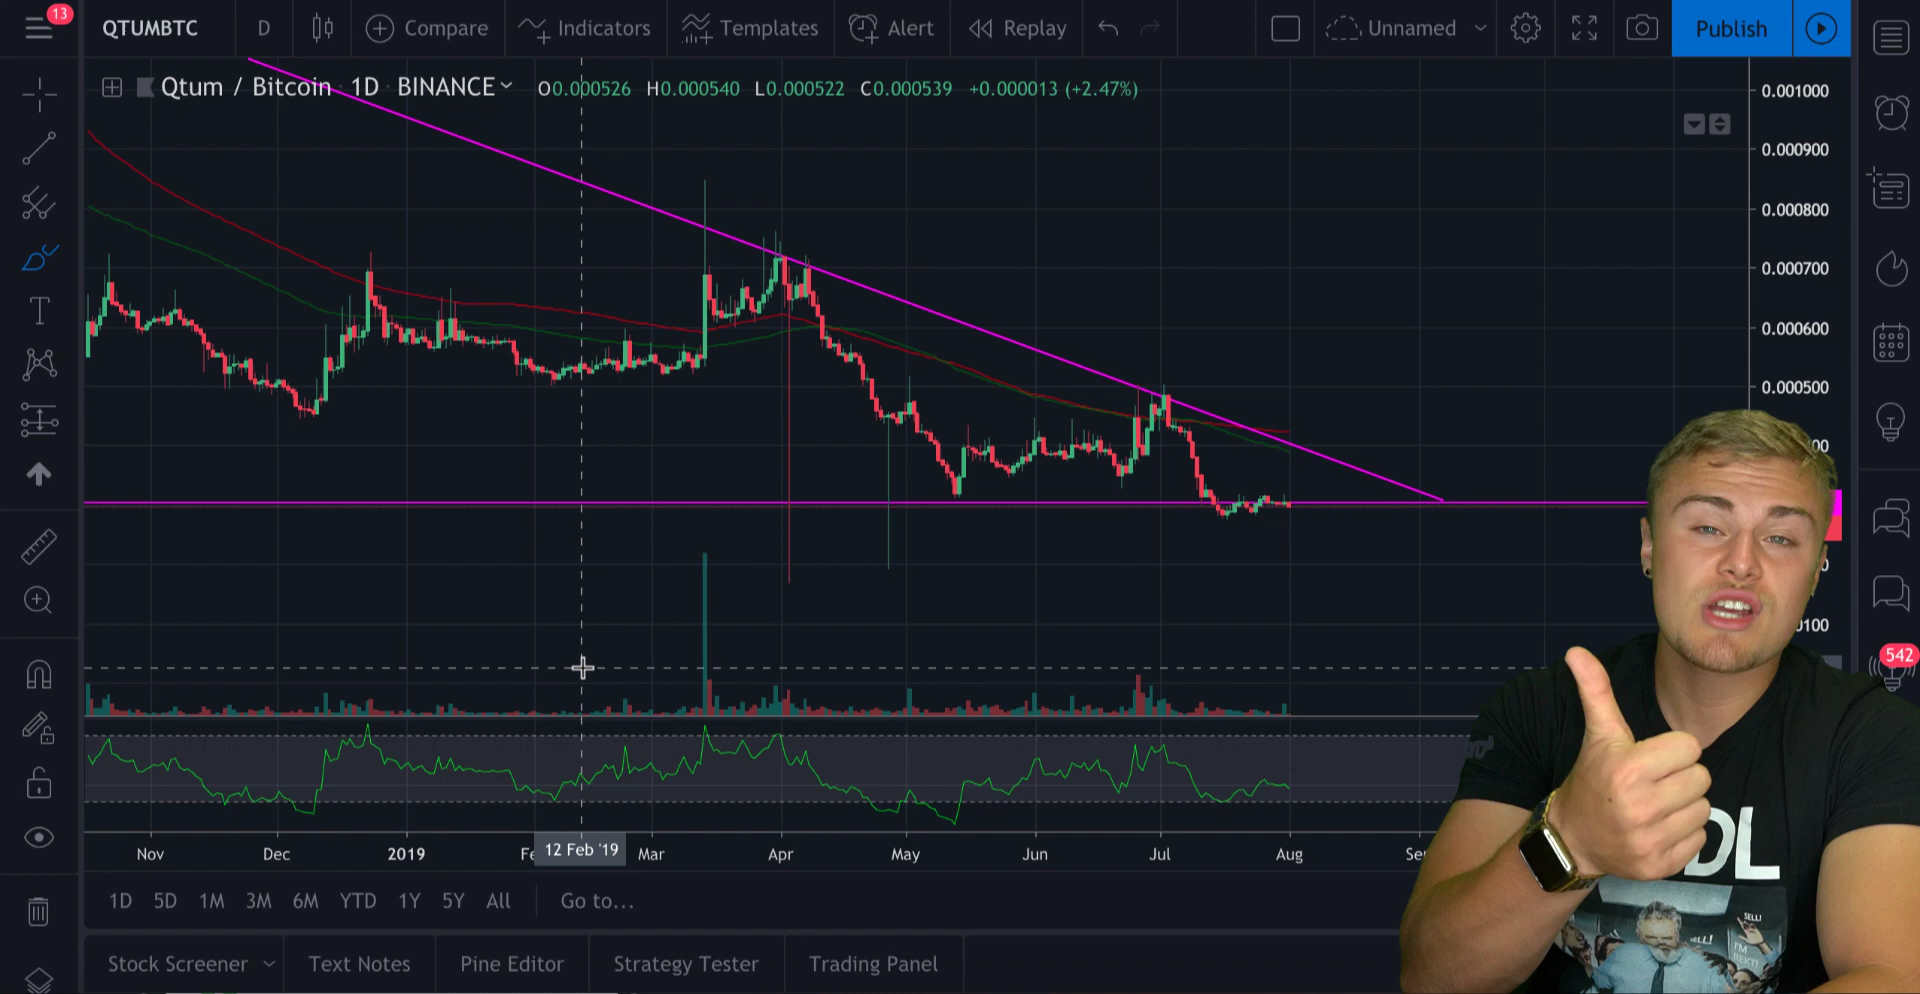 13
QTUMBTC D Compare Indicators Templates Alert Replay Unnamed Publish
Qtum / Bitcoin · 1D · BINANCE O0.000526 H0.000540 L0.000522 C0.000539 +0.000013 (+2.47%)
0.001000
0.000900
0.000800
0.000700
0.000600
0.000500
542
12 Feb '19
Nov Dec 2019 Mar Apr May Jun Jul Aug
1D 5D 1M 3M 6M YTD 1Y 5Y All Go to...
Stock Screener Text Notes Pine Editor Strategy Tester Trading Panel
DL
SELL!
I'M
REKT!